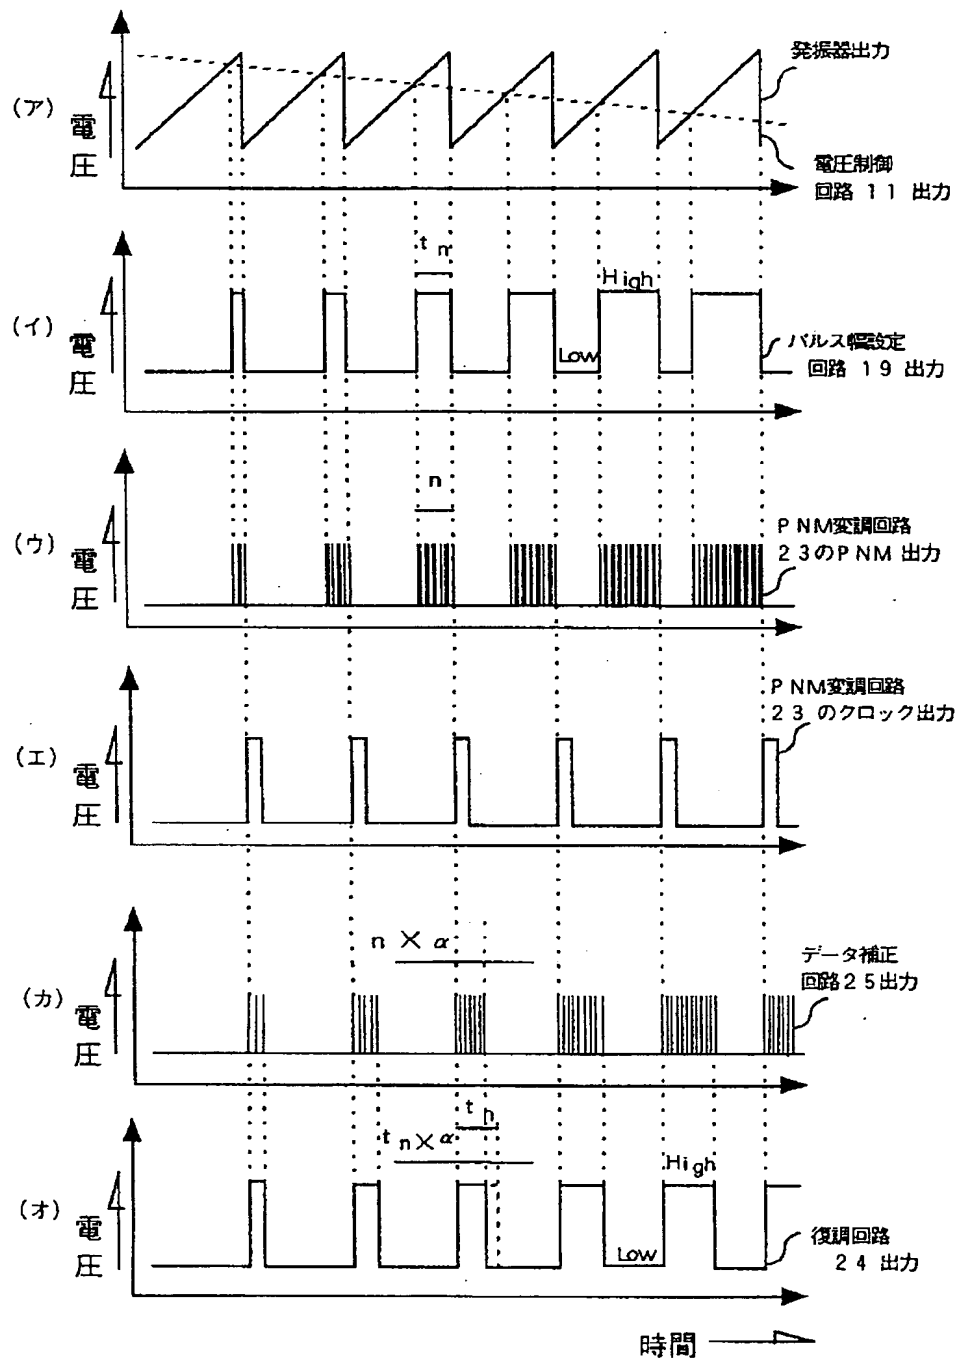 (ア)
電圧
発振器出力
電圧制御
回路 11 出力
(イ)
電圧
tn
High
Low
パルス幅設定
回路 19 出力
(ウ)
電圧
n
PNM変調回路
23のPNM 出力
(エ)
電圧
PNM変調回路
23 のクロック出力
(カ)
電圧
n × α
データ補正
回路25出力
(オ)
電圧
th
tn×α
High
Low
復調回路
24 出力
時間